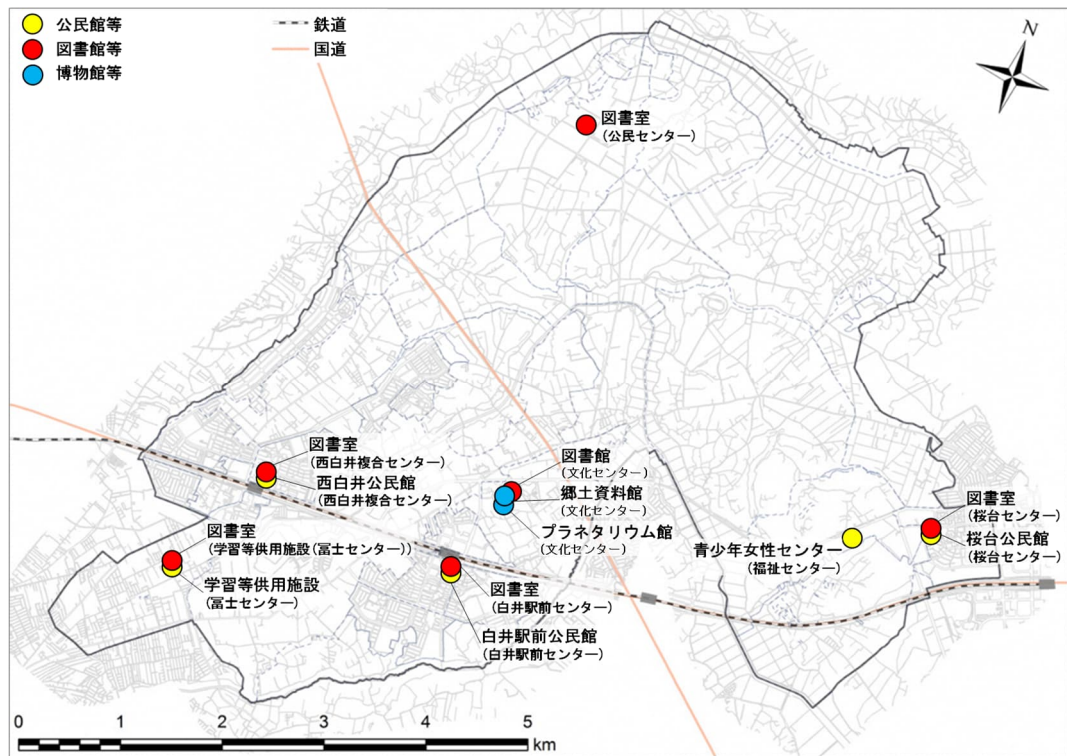 公民館等
図書館等
博物館等
鉄道
国道
N
図書室
(公民センター)
図書室
(西白井複合センター)
西白井公民館
(西白井複合センター)
図書館
(文化センター)
郷土資料館
(文化センター)
プラネタリウム館
(文化センター)
図書室
(桜台センター)
桜台公民館
(桜台センター)
青少年女性センター
(福祉センター)
図書室
(学習等供用施設(冨士センター))
学習等供用施設
(冨士センター)
図書室
(白井駅前センター)
白井駅前公民館
(白井駅前センター)
0 1 2 3 4 5
km